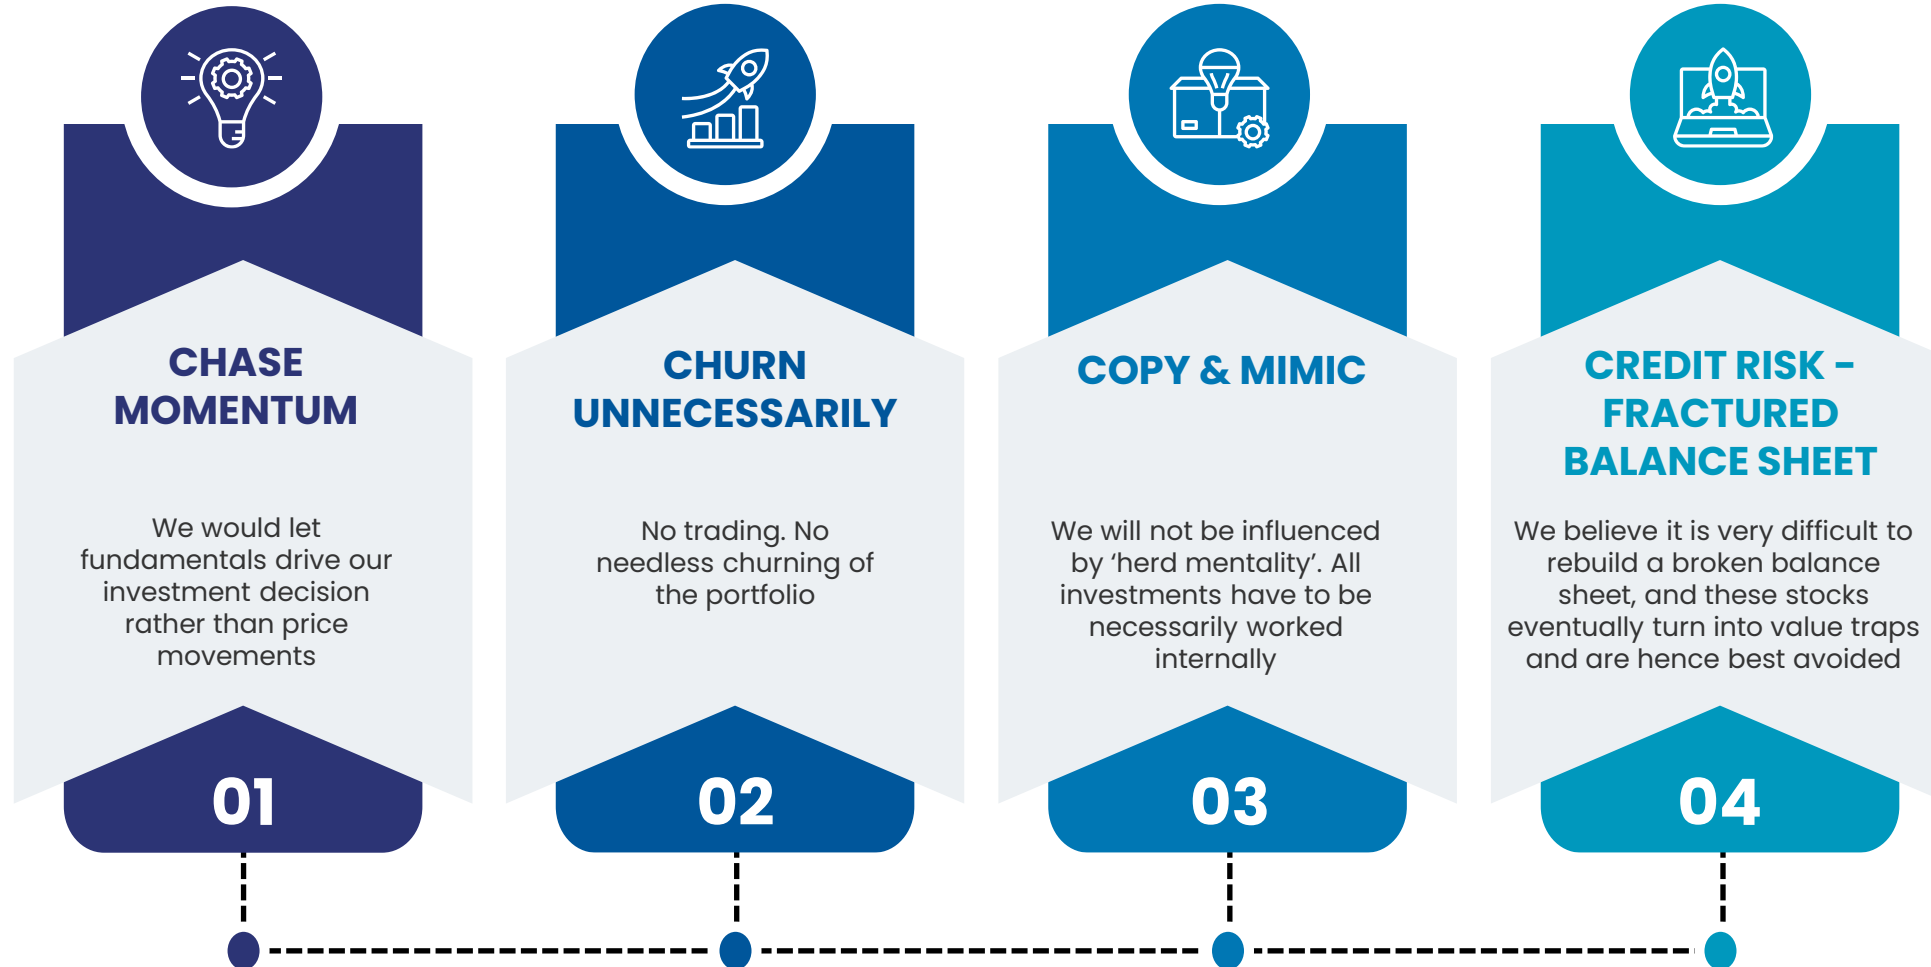 CHASE
MOMENTUM
We would let
fundamentals drive our
investment decision
rather than price
movements
01
CHURN
UNNECESSARILY
No trading. No
needless churning of
the portfolio
02
COPY & MIMIC
We will not be influenced
by ‘herd mentality’. All
investments have to be
necessarily worked
internally
03
CREDIT RISK –
FRACTURED
BALANCE SHEET
We believe it is very difficult to
rebuild a broken balance
sheet, and these stocks
eventually turn into value traps
and are hence best avoided
04